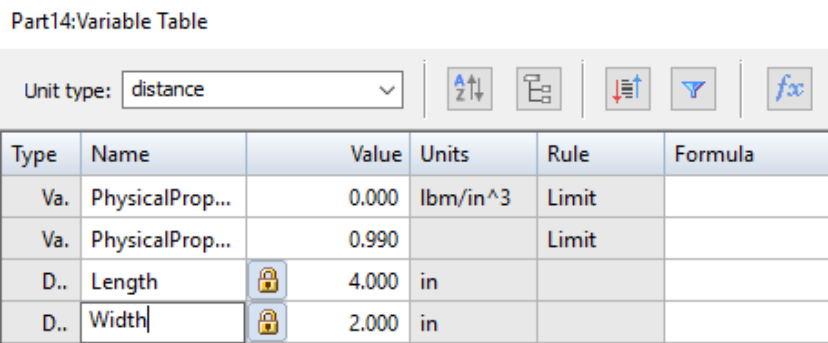 Part14:Variable Table
Unit type: distance
Type Name Value Units Rule Formula
Va. PhysicalProp... 0.000 lbm/in^3 Limit
Va. PhysicalProp... 0.990 Limit
D.. Length 4.000 in
D.. Width 2.000 in